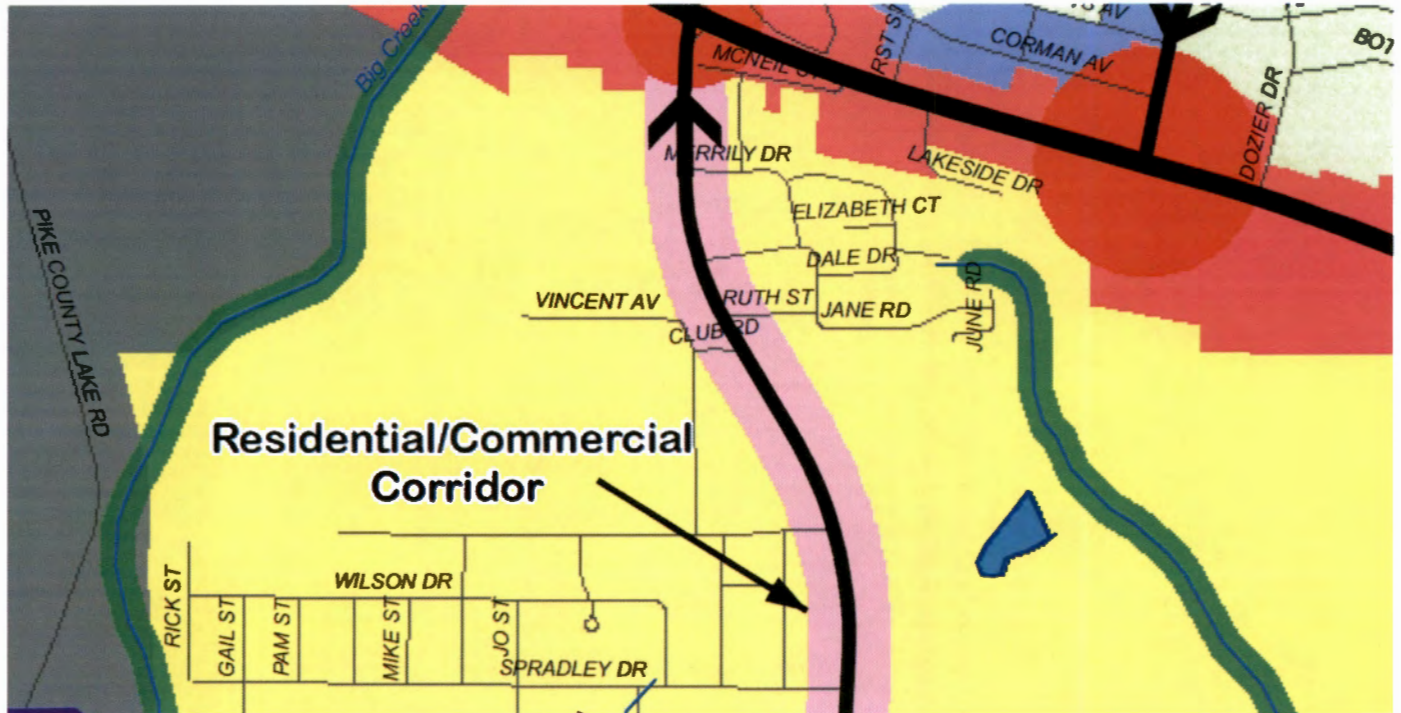 Big Creek
CORMAN AV
MCNEIL
DOZIER DR
MERRILY DR
LAKESIDE DR
ELIZABETH CT
PIKE COUNTY LAKE RD
DALE DR
JUNE RD
VINCENT AV
RUTH ST
JANE RD
CLUB RD
Residential/Commercial
Corridor
WILSON DR
RICK ST
GAIL ST
PAM ST
MIKE ST
JO ST
SPRADLEY DR